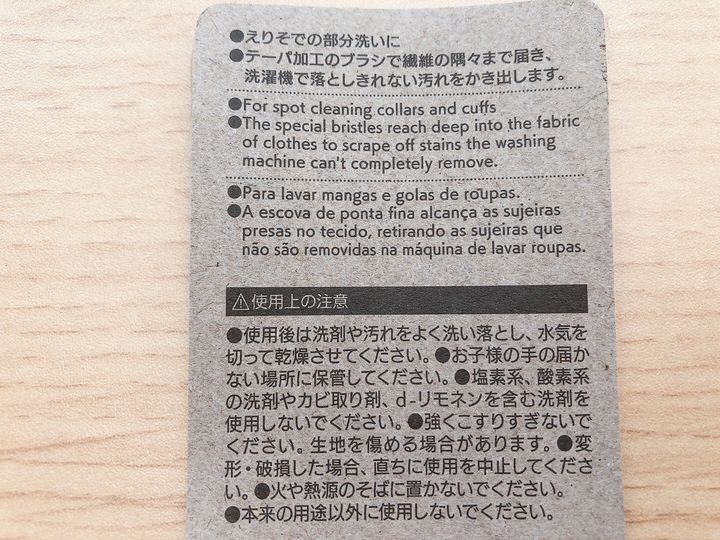 ●えりそでの部分洗いに
●テーパ加工のブラシで繊維の隅々まで届き、
洗濯機で落としきれない汚れをかき出します。
●For spot cleaning collars and cuffs
●The special bristles reach deep into the fabric
of clothes to scrape off stains the washing
machine can't completely remove.
●Para lavar mangas e golas de roupas.
●A escova de ponta fina alcança as sujeiras
presas no tecido, retirando as sujeiras que
não são removidas na máquina de lavar roupas.
⚠使用上の注意
●使用後は洗剤や汚れをよく洗い落とし、水気を
切って乾燥させてください。●お子様の手の届か
ない場所に保管してください。●塩素系、酸素系
の洗剤やカビ取り剤、d-リモネンを含む洗剤を
使用しないでください。●強くこすりすぎないで
ください。生地を傷める場合があります。●変
形・破損した場合、直ちに使用を中止してくださ
い。●火や熱源のそばに置かないでください。
●本来の用途以外に使用しないでください。